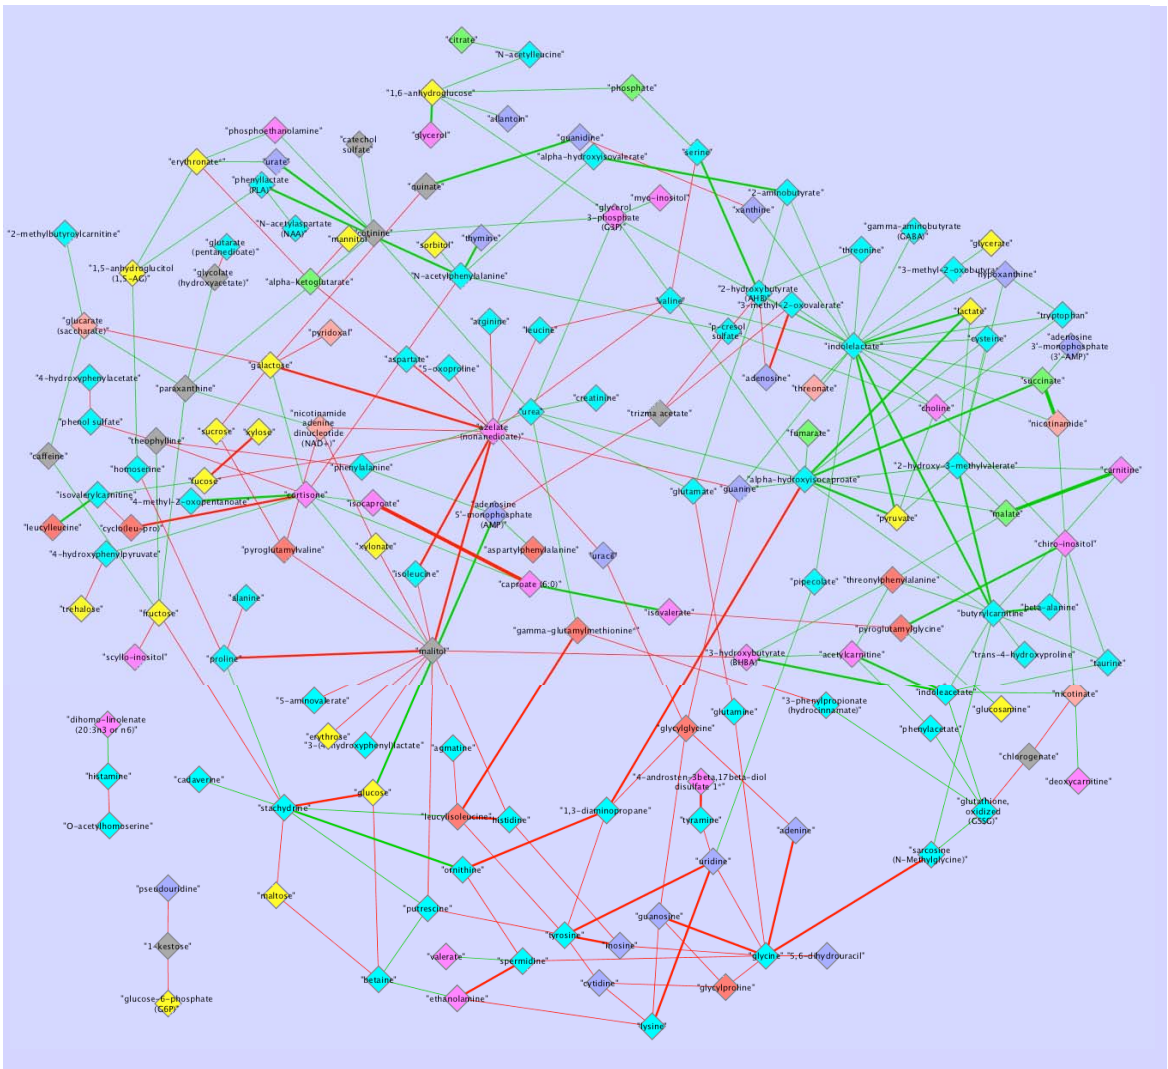 "citrate"
"N-acetylleucine"
"1,6-anhydroglucose"
"phosphate"
"allantoin"
"glycerol"
"phosphoethanolamine"
"catechol
sulfate"
"guanidine"
"alpha-hydroxyisovalerate"
"serine"
"erythronate*"
"urate"
"phenyllactate
(PLA)"
"quinate"
"2-aminobutyrate"
"myo-inositol"
"xanthine"
"glycerol
3-phosphate
(G3P)"
"N-acetylaspartate
(NAA)"
"cotinine"
"mannitol"
"thymine"
"sorbitol"
"gamma-aminobutyrate
(GABA)"
"2-methylbutyroylcarnitine"
"glutarate
(pentanedioate)"
"threonine"
"glycerate"
"1,5-anhydroglucitol
(1,5-AG)"
"glycolate
(hydroxyacetate)"
"alpha-ketoglutarate"
"N-acetylphenylalanine"
"3-methyl-2-oxobutyrate"
"hypoxanthine"
"2-hydroxybutyrate
(AHB)"
"3-methyl-2-oxovalerate"
"valine"
"lactate"
"tryptophan"
"glucarate
(saccharate)"
"pyridoxal"
"arginine"
"leucine"
"p-cresol
sulfate"
"indolelactate"
"cysteine"
"adenosine
3'-monophosphate
(3'-AMP)"
"galactose"
"aspartate"
"5-oxoproline"
"adenosine"
"threonate"
"succinate"
"4-hydroxyphenylacetate"
"paraxanthine"
"creatinine"
"choline"
"nicotinamide"
"phenol sulfate"
"nicotinamide
adenine
dinucleotide
(NAD+)"
"azelate
(nonanedioate)"
"urea"
"trizma acetate"
"fumarate"
"theophylline"
"sucrose"
"xylose"
"caffeine"
"homoserine"
"fucose"
"phenylalanine"
"alpha-hydroxyisocaproate"
"2-hydroxy-3-methylvalerate"
"carnitine"
"isovalerylcarnitine"
"4-methyl-2-oxopentanoate"
"cortisone"
"isocaproate"
"adenosine
5'-monophosphate
(AMP)"
"glutamate"
"guanine"
"pyruvate"
"malate"
"leucylleucine"
"cyclo(leu-pro)"
"4-hydroxyphenylpyruvate"
"pyroglutamylvaline"
"xylonate"
"aspartylphenylalanine"
"uracil"
"chiro-inositol"
"isoleucine"
"caproate (6:0)"
"pipecolate"
"threonylphenylalanine"
"trehalose"
"fructose"
"alanine"
"isovalerate"
"butyrylcarnitine"
"beta-alanine"
"pyroglutamylglycine"
"gamma-glutamylmethionine*"
"scyllo-inositol"
"proline"
"malitol"
"3-hydroxybutyrate
(BHBA)"
"acetylcarnitine"
"trans-4-hydroxyproline"
"taurine"
"5-aminovalerate"
"3-phenylpropionate
(hydrocinnamate)"
"indoleacetate"
"nicotinate"
"glucosamine"
"dihomo-linolenate
(20:3n3 or n6)"
"erythrose"
"3-(4-hydroxyphenyl)lactate"
"agmatine"
"glycylglycine"
"glutamine"
"phenylacetate"
"chlorogenate"
"histamine"
"cadaverine"
"glucose"
"4-androsten-3beta,17beta-diol
disulfate 1*"
"deoxycarnitine"
"O-acetylhomoserine"
"stachydrine"
"leucylisoleucine"
"histidine"
"1,3-diaminopropane"
"tyramine"
"adenine"
"glutathione,
oxidized
(GSSG)"
"sarcosine
(N-Methylglycine)"
"pseudouridine"
"maltose"
"ornithine"
"uridine"
"putrescine"
"guanosine"
"1-kestose"
"tyrosine"
"inosine"
"valerate"
"spermidine"
"glycine"
"5,6-dihydrouracil"
"betaine"
"cytidine"
"glycylproline"
"glucose-6-phosphate
(G6P)"
"ethanolamine"
"lysine"